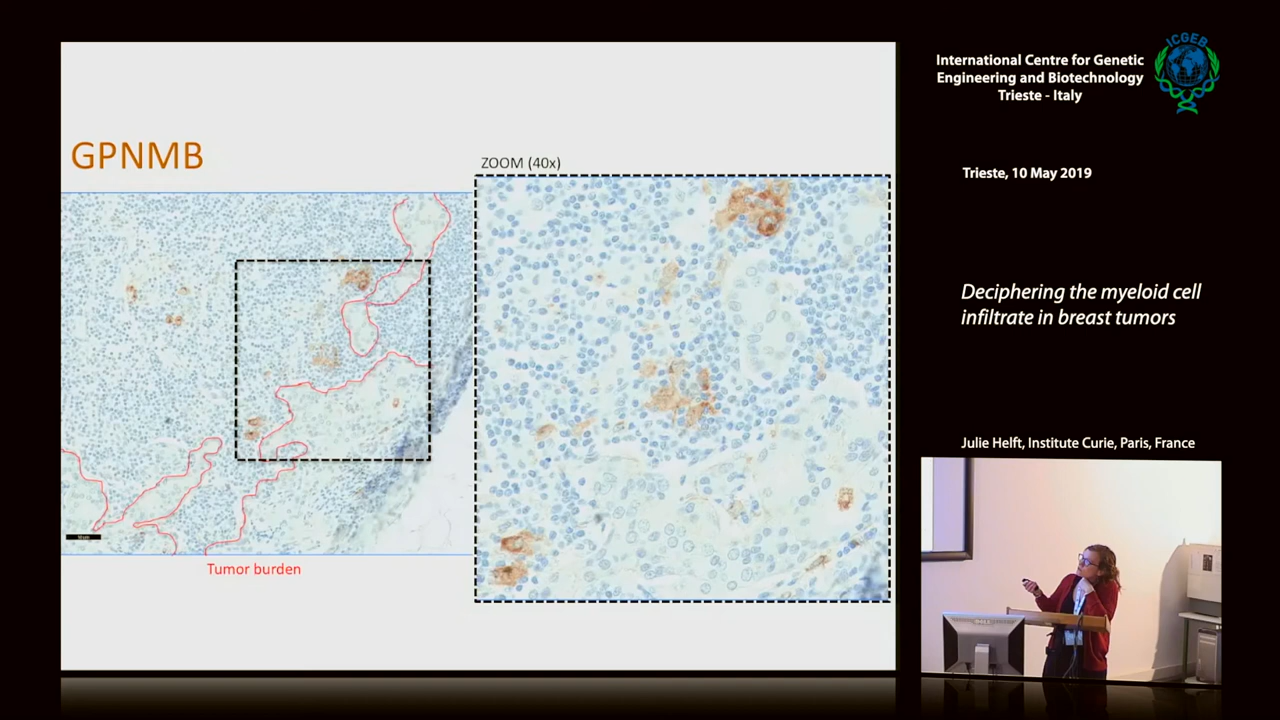 GPNMB
ZOOM (40x)
Tumor burden
International Centre for Genetic
Engineering and Biotechnology
Trieste - Italy
ICGEB
Trieste, 10 May 2019
Deciphering the myeloid cell
infiltrate in breast tumors
Julie Helft, Institute Curie, Paris, France
DELL